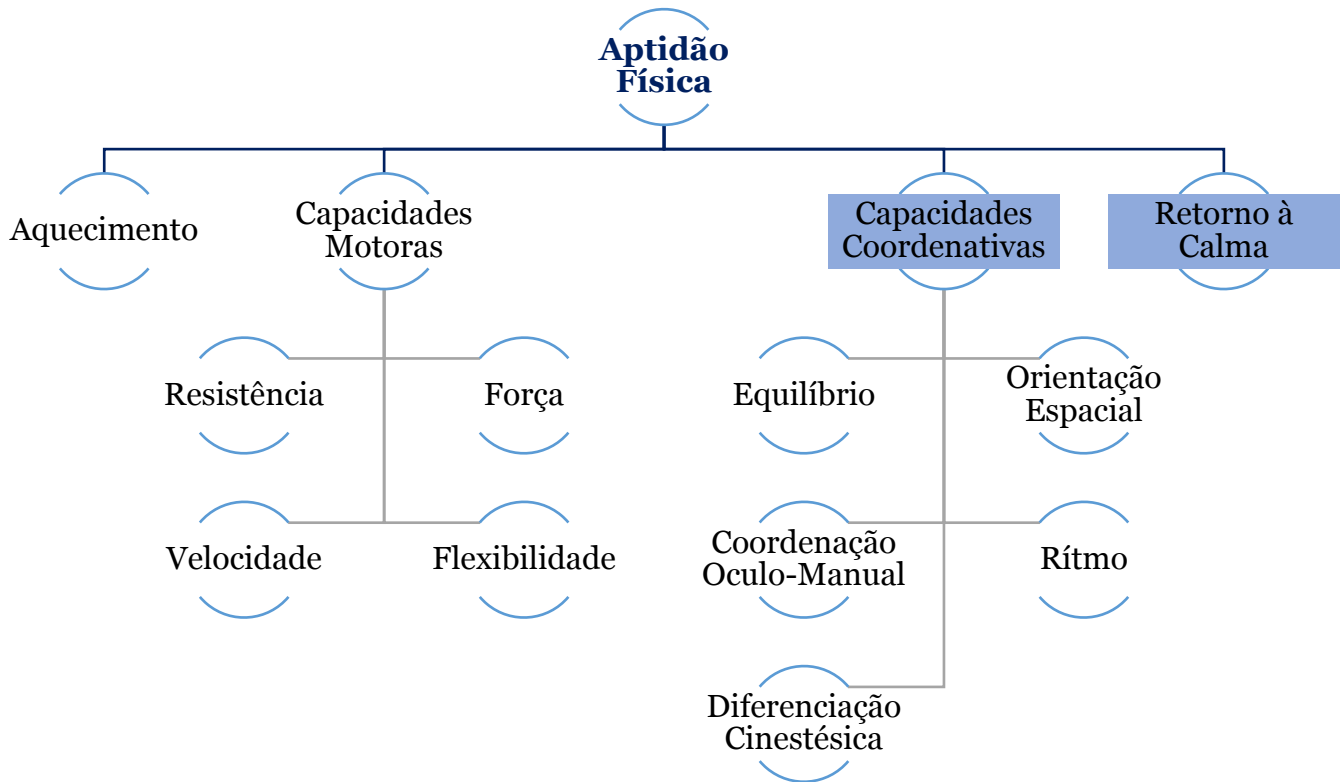 Aptidão
Física
Aquecimento
Capacidades
Motoras
Capacidades
Coordenativas
Retorno à
Calma
Resistência
Força
Equilíbrio
Orientação
Espacial
Velocidade
Flexibilidade
Coordenação
Oculo-Manual
Rítmo
Diferenciação
Cinestésica